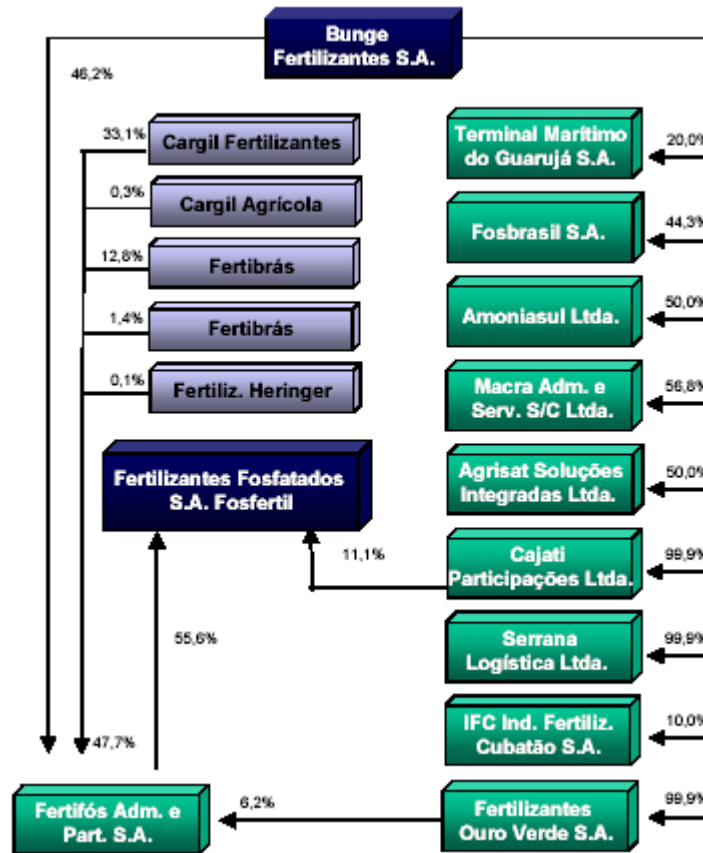 Bunge
Fertilizantes S.A.
46,2%
33,1%
Cargil Fertilizantes
0,3%
Cargil Agrícola
12,8%
Fertibrás
1,4%
Fertibrás
0,1%
Fertiliz. Heringer
Fertilizantes Fosfatados
S.A. Fosfertil
11,1%
55,6%
47,7%
Fertifós Adm. e
Part. S.A.
6,2%
Terminal Marítimo
do Guarujá S.A.
20,0%
Fosbrasil S.A.
44,3%
Amoniasul Ltda.
50,0%
Macra Adm. e
Serv. S/C Ltda.
56,8%
Agrisat Soluções
Integradas Ltda.
50,0%
Cajati
Participações Ltda.
99,9%
Serrana
Logística Ltda.
99,9%
IFC Ind. Fertiliz.
Cubatão S.A.
10,0%
Fertilizantes
Ouro Verde S.A.
99,9%